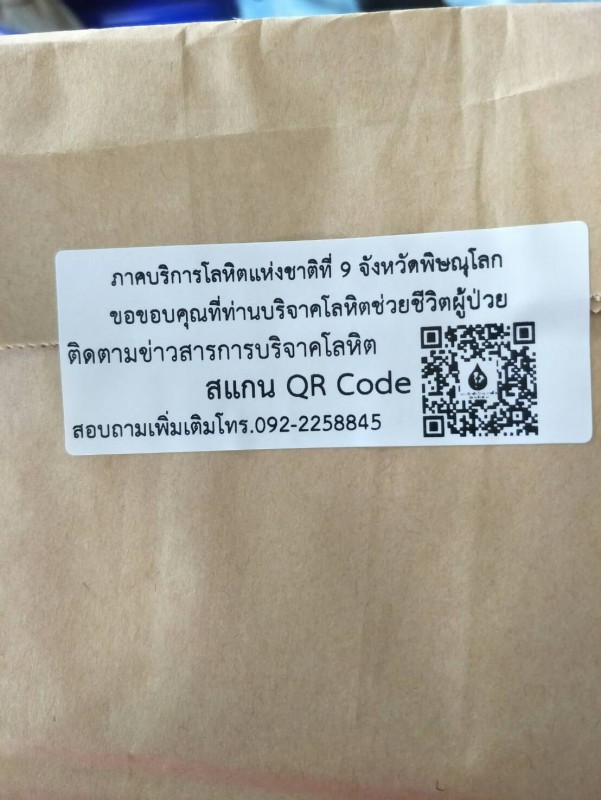 ภาคบริการโลหิตแห่งชาติที่ 9 จังหวัดพิษณุโลก
ขอขอบคุณที่ท่านบริจาคโลหิตช่วยชีวิตผู้ป่วย
ติดตามข่าวสารการบริจาคโลหิต
สแกน QR Code
สอบถามเพิ่มเติมโทร.092-2258845